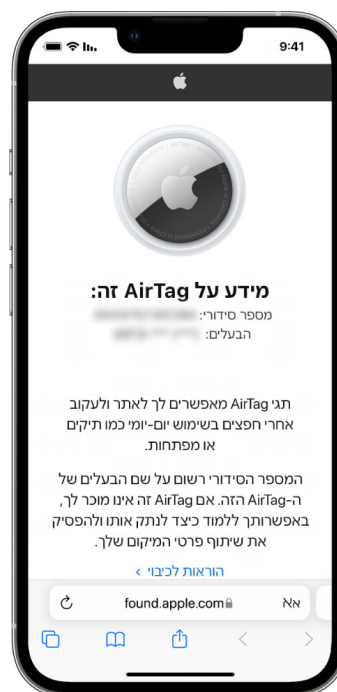 9:41
מידע על AirTag זה:
מספר סידורי:
הבעלים:
תגי AirTag מאפשרים לך לאתר ולעקוב
אחרי חפצים בשימוש יום-יומי כמו תיקים
או מפתחות.
המספר הסידורי רשום על שם הבעלים של
ה-AirTag הזה. אם AirTag זה אינו מוכר לך,
באפשרותך ללמוד כיצד לנתק אותו ולהפסיק
את שיתוף פרטי המיקום שלך.
הוראות לכיבוי ›
אא found.apple.com